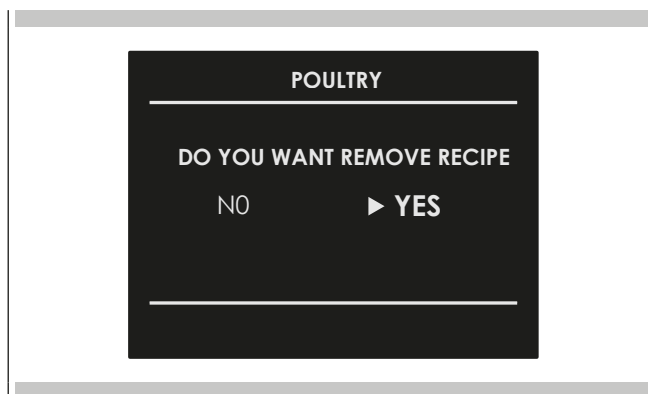 POULTRY
DO YOU WANT REMOVE RECIPE
N0 ▶ YES